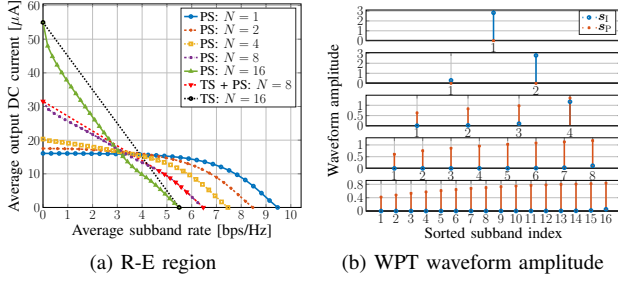 Average output DC current [μA]
60
50
40
30
20
10
0
0 1 2 3 4 5 6 7 8 9 10
Average subband rate [bps/Hz]
PS: N = 1
PS: N = 2
PS: N = 4
PS: N = 8
PS: N = 16
TS + PS: N = 8
TS: N = 16
(a) R-E region
Waveform amplitude
3
2
1
0
1
s_I
s_P
3
2
1
0
1 2
1
0.5
0
1 2 3 4
1
0.5
0
1 2 3 4 5 6 7 8
0.8
0.4
0
1 2 3 4 5 6 7 8 9 10 11 12 13 14 15 16
Sorted subband index
(b) WPT waveform amplitude